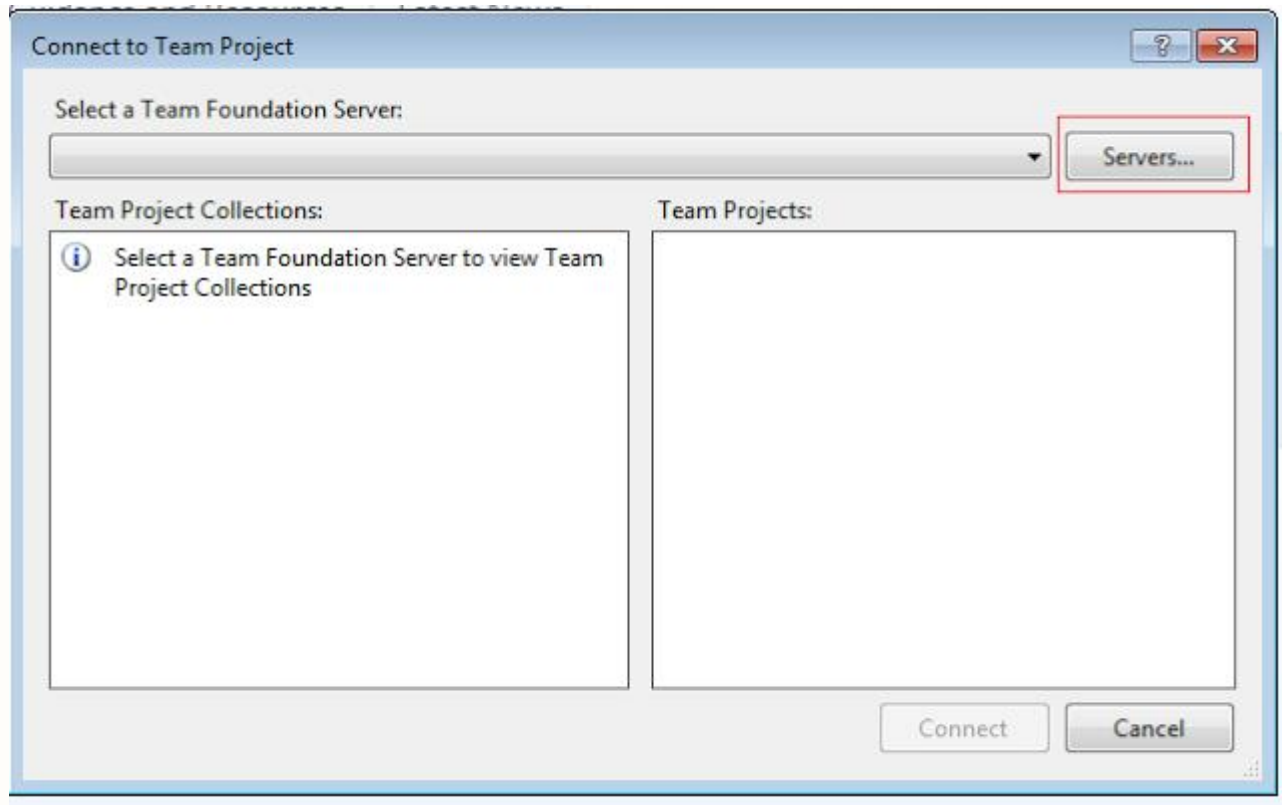 Connect to Team Project
Select a Team Foundation Server:
Servers...
Team Project Collections:
Team Projects:
Select a Team Foundation Server to view Team
Project Collections
Connect
Cancel